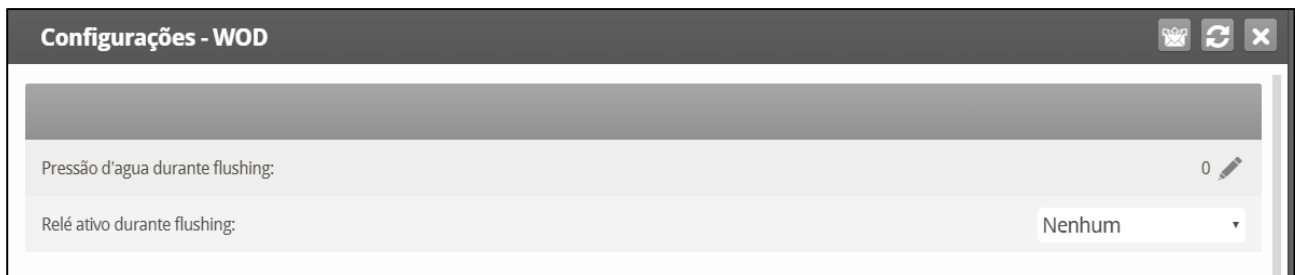 Configurações - WOD
Pressão d'agua durante flushing: 0
Relé ativo durante flushing: Nenhum